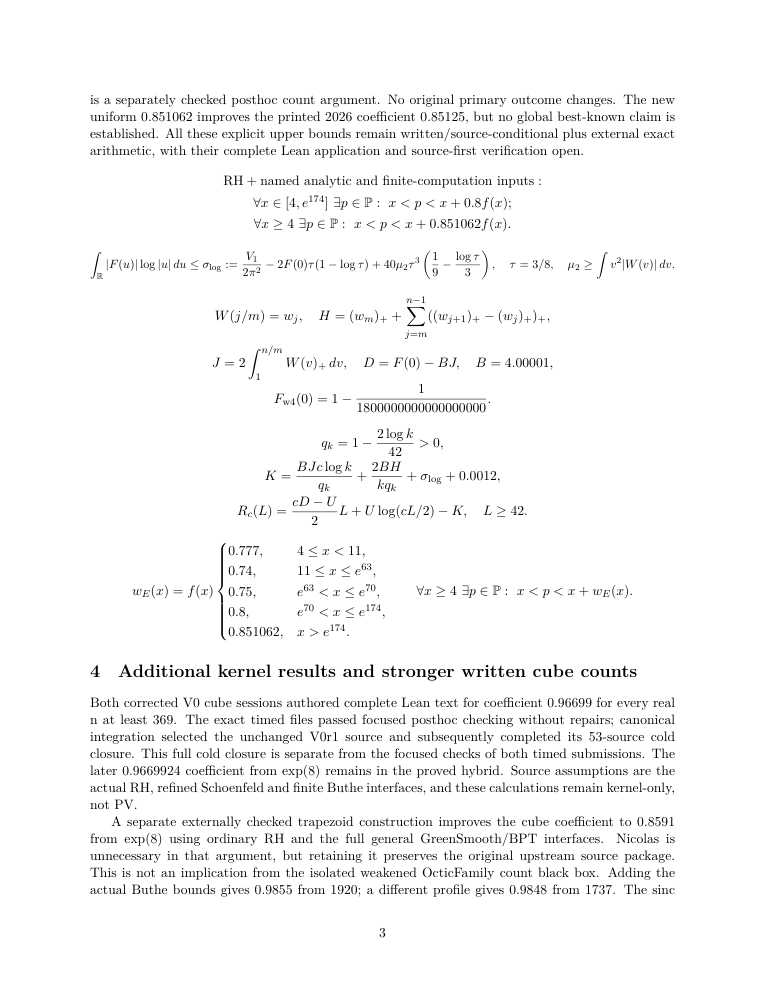 is a separately checked posthoc count argument. No original primary outcome changes. The new
uniform 0.851062 improves the printed 2026 coefficient 0.85125, but no global best-known claim is
established. All these explicit upper bounds remain written/source-conditional plus external exact
arithmetic, with their complete Lean application and source-first verification open.
RH + named analytic and finite-computation inputs :
∀x ∈ [4, e^{174}] ∃p ∈ ℙ : x < p < x + 0.8f(x);
∀x ≥ 4 ∃p ∈ ℙ : x < p < x + 0.851062f(x).
∫_ℝ |F(u)| log |u| du ≤ σ_{log} := \frac{V_1}{2π^2} − 2F(0)τ(1 − log τ) + 40μ_2τ^3 (\frac{1}{9} − \frac{log τ}{3}), τ = 3/8, μ_2 ≥ ∫ v^2|W(v)| dv.
W(j/m) = w_j, H = (w_m)_+ + \sum_{j=m}^{n−1} ((w_{j+1})_+ − (w_j)_+)_+,
J = 2 ∫_1^{n/m} W(v)_+ dv, D = F(0) − BJ, B = 4.00001,
F_{w4}(0) = 1 − \frac{1}{1800000000000000000}.
q_k = 1 − \frac{2 log k}{42} > 0,
K = \frac{BJc log k}{q_k} + \frac{2BH}{kq_k} + σ_{log} + 0.0012,
R_c(L) = \frac{cD − U}{2} L + U log(cL/2) − K, L ≥ 42.
w_E(x) = f(x) { 0.777, 4 ≤ x < 11,
0.74, 11 ≤ x ≤ e^{63},
0.75, e^{63} < x ≤ e^{70}, ∀x ≥ 4 ∃p ∈ ℙ : x < p < x + w_E(x).
0.8, e^{70} < x ≤ e^{174},
0.851062, x > e^{174}.
4 Additional kernel results and stronger written cube counts
Both corrected V0 cube sessions authored complete Lean text for coefficient 0.96699 for every real
n at least 369. The exact timed files passed focused posthoc checking without repairs; canonical
integration selected the unchanged V0r1 source and subsequently completed its 53-source cold
closure. This full cold closure is separate from the focused checks of both timed submissions. The
later 0.9669924 coefficient from exp(8) remains in the proved hybrid. Source assumptions are the
actual RH, refined Schoenfeld and finite Buthe interfaces, and these calculations remain kernel-only,
not PV.
A separate externally checked trapezoid construction improves the cube coefficient to 0.8591
from exp(8) using ordinary RH and the full general GreenSmooth/BPT interfaces. Nicolas is
unnecessary in that argument, but retaining it preserves the original upstream source package.
This is not an implication from the isolated weakened OcticFamily count black box. Adding the
actual Buthe bounds gives 0.9855 from 1920; a different profile gives 0.9848 from 1737. The sinc
3